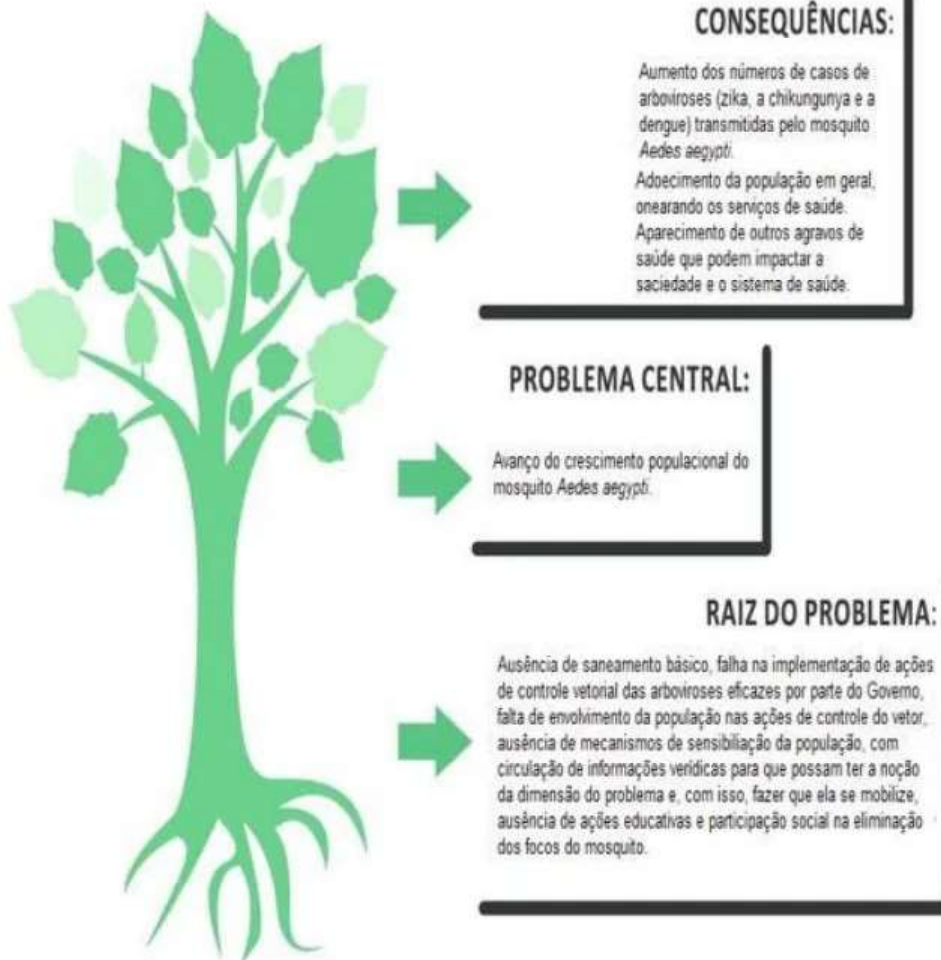 CONSEQUÊNCIAS:
Aumento dos números de casos de
arboviroses (zika, a chikungunya e a
dengue) transmitidas pelo mosquito
Aedes aegypti.
Adoecimento da população em geral,
onearando os serviços de saúde.
Aparecimento de outros agravos de
saúde que podem impactar a
saciedade e o sistema de saúde.
PROBLEMA CENTRAL:
Avanço do crescimento populacional do
mosquito Aedes aegypti.
RAIZ DO PROBLEMA:
Ausência de saneamento básico, falha na implementação de ações
de controle vetorial das arboviroses eficazes por parte do Governo,
falta de envolvimento da população nas ações de controle do vetor,
ausência de mecanismos de sensibiliação da população, com
circulação de informações verídicas para que possam ter a noção
da dimensão do problema e, com isso, fazer que ela se mobilize,
ausência de ações educativas e participação social na eliminação
dos focos do mosquito.